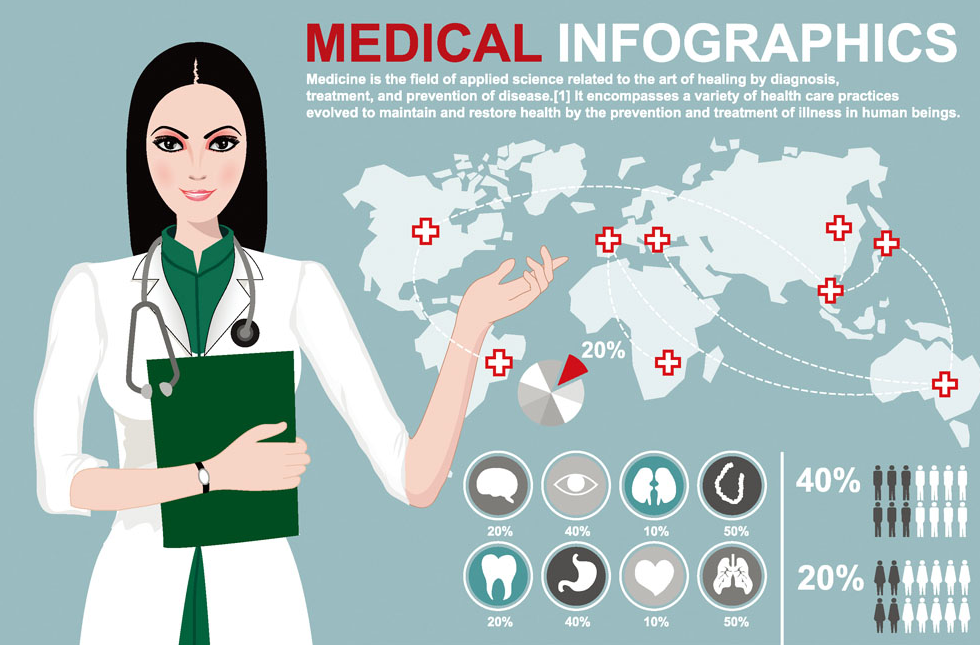 MEDICAL INFOGRAPHICS
Medicine is the field of applied science related to the art of healing by diagnosis,
treatment, and prevention of disease.[1] It encompasses a variety of health care practices
evolved to maintain and restore health by the prevention and treatment of illness in human beings.
20%
20% 40% 10% 50%
20% 40% 10% 50%
40%
20%